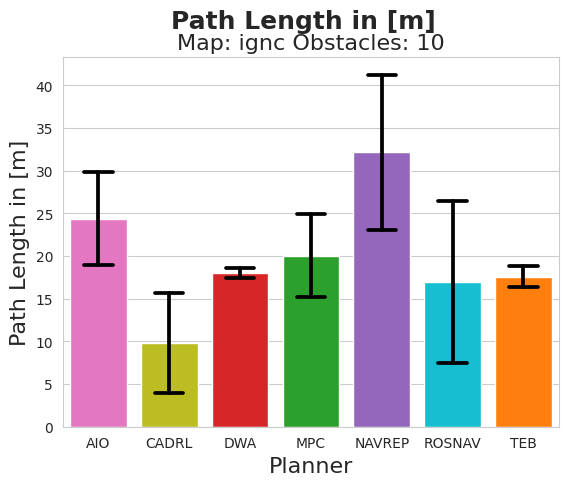 Path Length in [m]
Map: ignc Obstacles: 10
Path Length in [m]
40
35
30
25
20
15
10
5
0
AIO CADRL DWA MPC NAVREP ROSNAV TEB
Planner